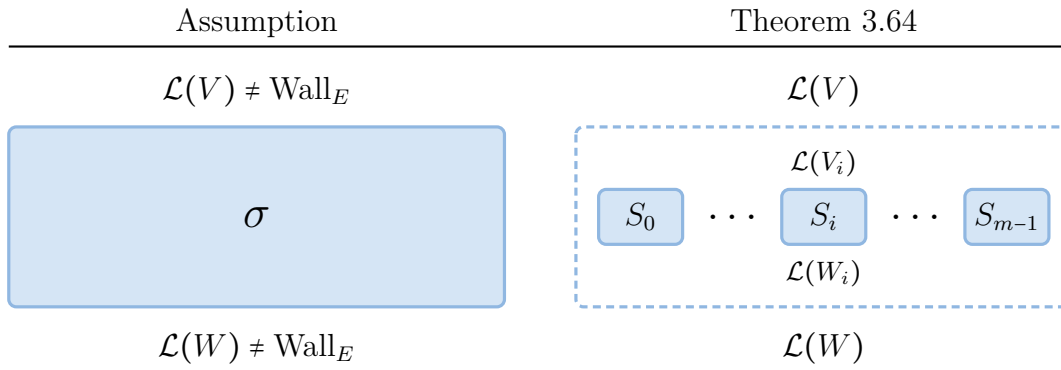 Assumption Theorem 3.64
ℒ(V) ≠ Wall_E ℒ(V)
ℒ(V_i)
σ S_0 ··· S_i ··· S_{m−1}
ℒ(W_i)
ℒ(W) ≠ Wall_E ℒ(W)